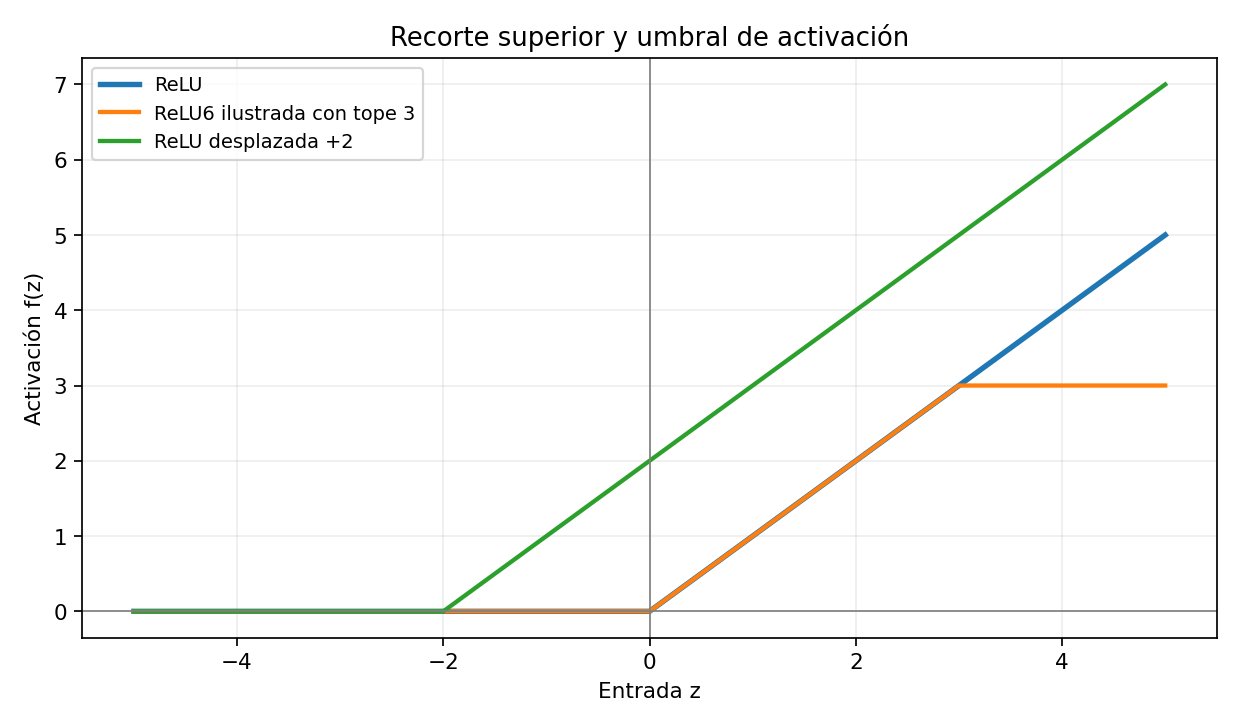 Recorte superior y umbral de activación
ReLU
ReLU6 ilustrada con tope 3
ReLU desplazada +2
Activación f(z)
7
6
5
4
3
2
1
0
−4
−2
0
2
4
Entrada z